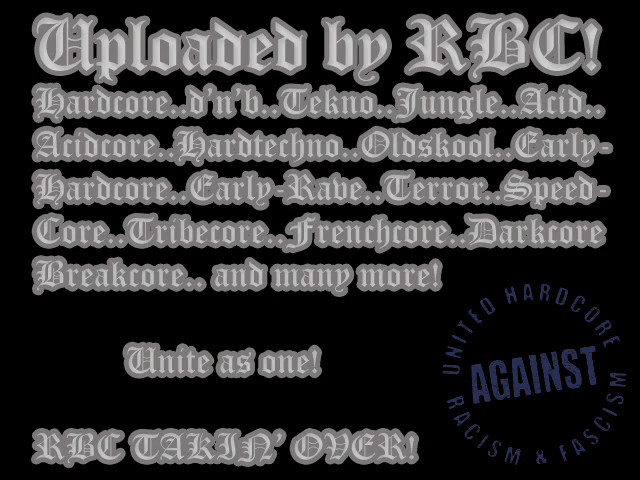 Uploaded by RBC!
Hardcore..d'n'b..Tekno..Jungle..Acid..
Acidcore..Hardtechno..Oldskool..Early-
Hardcore..Early-Rave..Terror..Speed-
Core..Tribecore..Frenchcore..Darkcore
Breakcore.. and many more!
Unite as one!
UNITED HARDCORE
AGAINST
RACISM & FASCISM
RBC TAKIN' OVER!